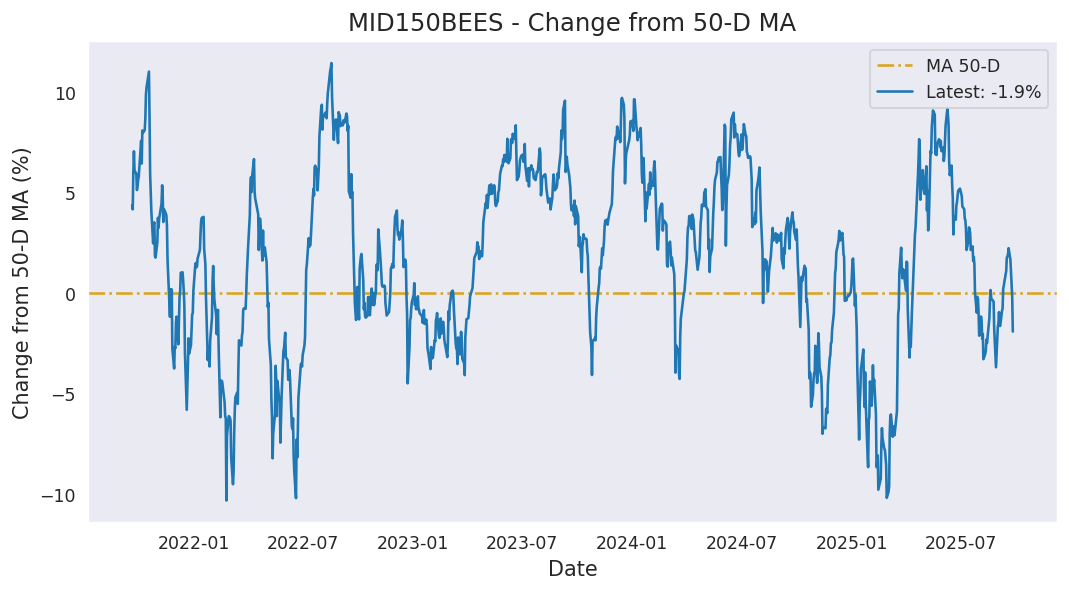 MID150BEES - Change from 50-D MA
MA 50-D
Latest: -1.9%
Change from 50-D MA (%)
10
5
0
−5
−10
2022-01
2022-07
2023-01
2023-07
2024-01
2024-07
2025-01
2025-07
Date